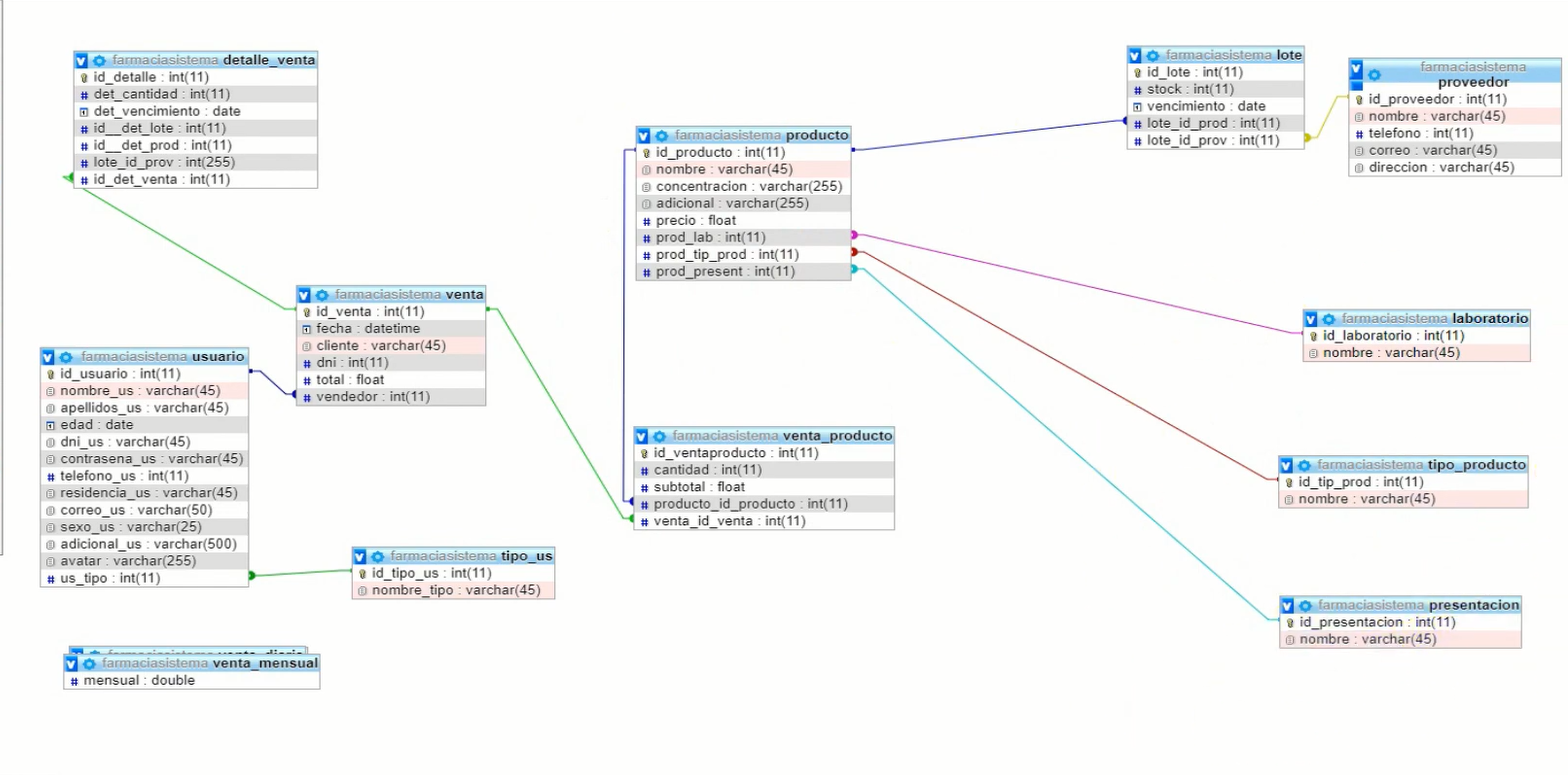 farmaciasistema detalle_venta
id_detalle : int(11)
det_cantidad : int(11)
det_vencimiento : date
id__det_lote : int(11)
id__det_prod : int(11)
lote_id_prov : int(255)
id_det_venta : int(11)
farmaciasistema venta
id_venta : int(11)
fecha : datetime
cliente : varchar(45)
dni : int(11)
total : float
vendedor : int(11)
farmaciasistema usuario
id_usuario : int(11)
nombre_us : varchar(45)
apellidos_us : varchar(45)
edad : date
dni_us : varchar(45)
contrasena_us : varchar(45)
telefono_us : int(11)
residencia_us : varchar(45)
correo_us : varchar(50)
sexo_us : varchar(25)
adicional_us : varchar(500)
avatar : varchar(255)
us_tipo : int(11)
farmaciasistema tipo_us
id_tipo_us : int(11)
nombre_tipo : varchar(45)
farmaciasistema venta_diaria
farmaciasistema venta_mensual
mensual : double
farmaciasistema producto
id_producto : int(11)
nombre : varchar(45)
concentracion : varchar(255)
adicional : varchar(255)
precio : float
prod_lab : int(11)
prod_tip_prod : int(11)
prod_present : int(11)
farmaciasistema venta_producto
id_ventaproducto : int(11)
cantidad : int(11)
subtotal : float
producto_id_producto : int(11)
venta_id_venta : int(11)
farmaciasistema lote
id_lote : int(11)
stock : int(11)
vencimiento : date
lote_id_prod : int(11)
lote_id_prov : int(11)
farmaciasistema
proveedor
id_proveedor : int(11)
nombre : varchar(45)
telefono : int(11)
correo : varchar(45)
direccion : varchar(45)
farmaciasistema laboratorio
id_laboratorio : int(11)
nombre : varchar(45)
farmaciasistema tipo_producto
id_tip_prod : int(11)
nombre : varchar(45)
farmaciasistema presentacion
id_presentacion : int(11)
nombre : varchar(45)